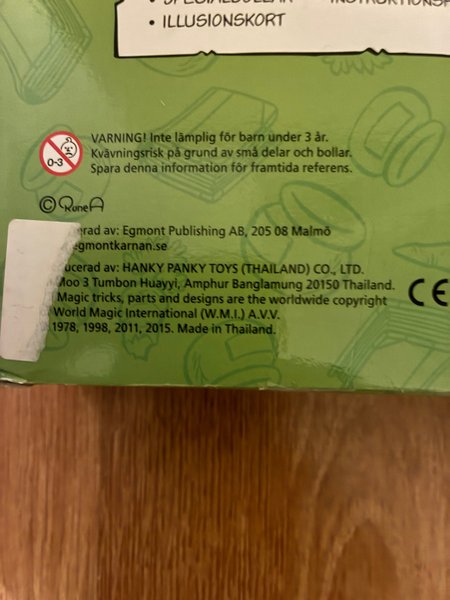 • ILLUSIONSKORT
0-3
VARNING! Inte lämplig för barn under 3 år.
Kvävningsrisk på grund av små delar och bollar.
Spara denna information för framtida referens.
© Rune A
av: Egmont Publishing AB, 205 08 Malmö
egmontkarnan.se
av: HANKY PANKY TOYS (THAILAND) CO., LTD.
Moo 3 Tumbon Huayyi, Amphur Banglamung 20150 Thailand.
Magic tricks, parts and designs are the worldwide copyright
World Magic International (W.M.I.) A.V.V.
1978, 1998, 2011, 2015. Made in Thailand.
CE